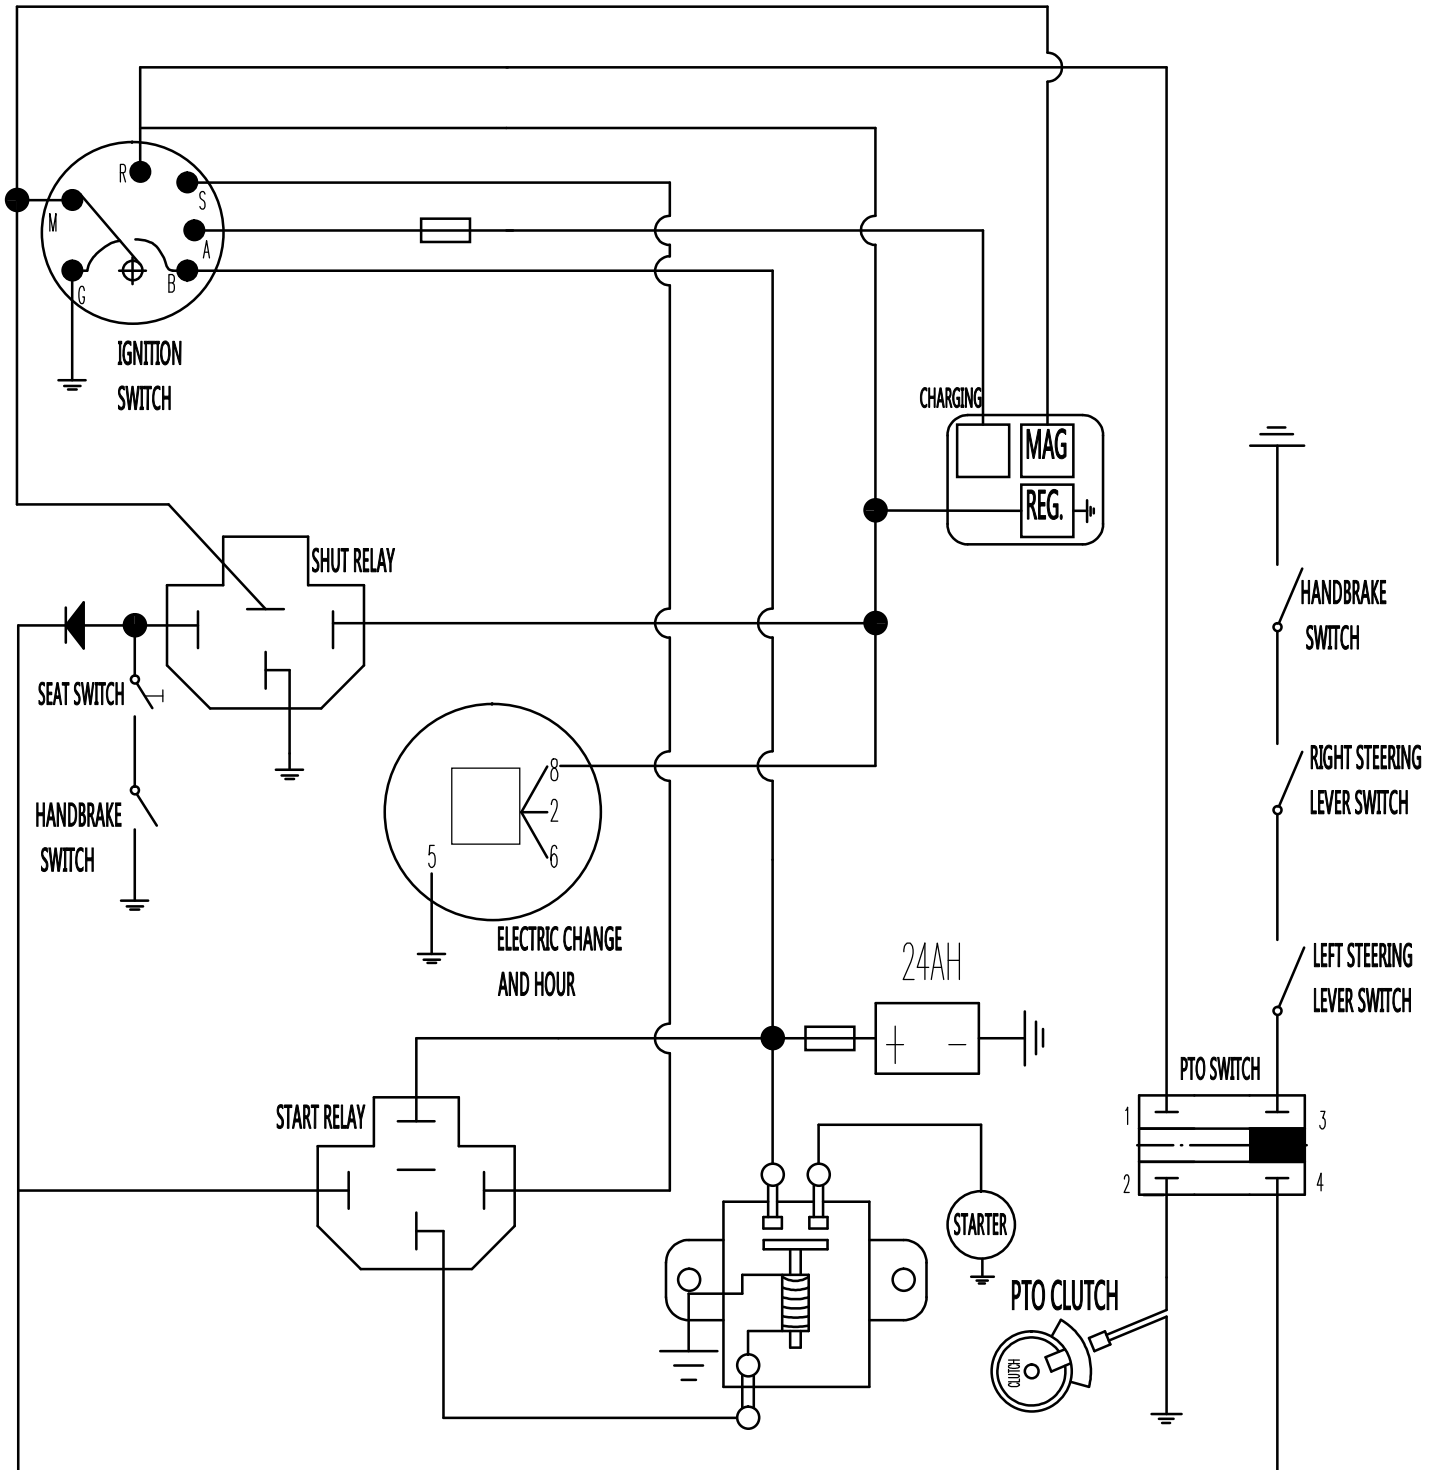 R
S
M
A
B
G
IGNITION
SWITCH
CHARGING
MAG
REG.
SHUT RELAY
HANDBRAKE
SWITCH
SEAT SWITCH
RIGHT STEERING
LEVER SWITCH
8
2
6
5
HANDBRAKE
SWITCH
ELECTRIC CHANGE
AND HOUR
24AH
+ -
LEFT STEERING
LEVER SWITCH
PTO SWITCH
1
3
2
4
START RELAY
STARTER
PTO CLUTCH
CLUTCH